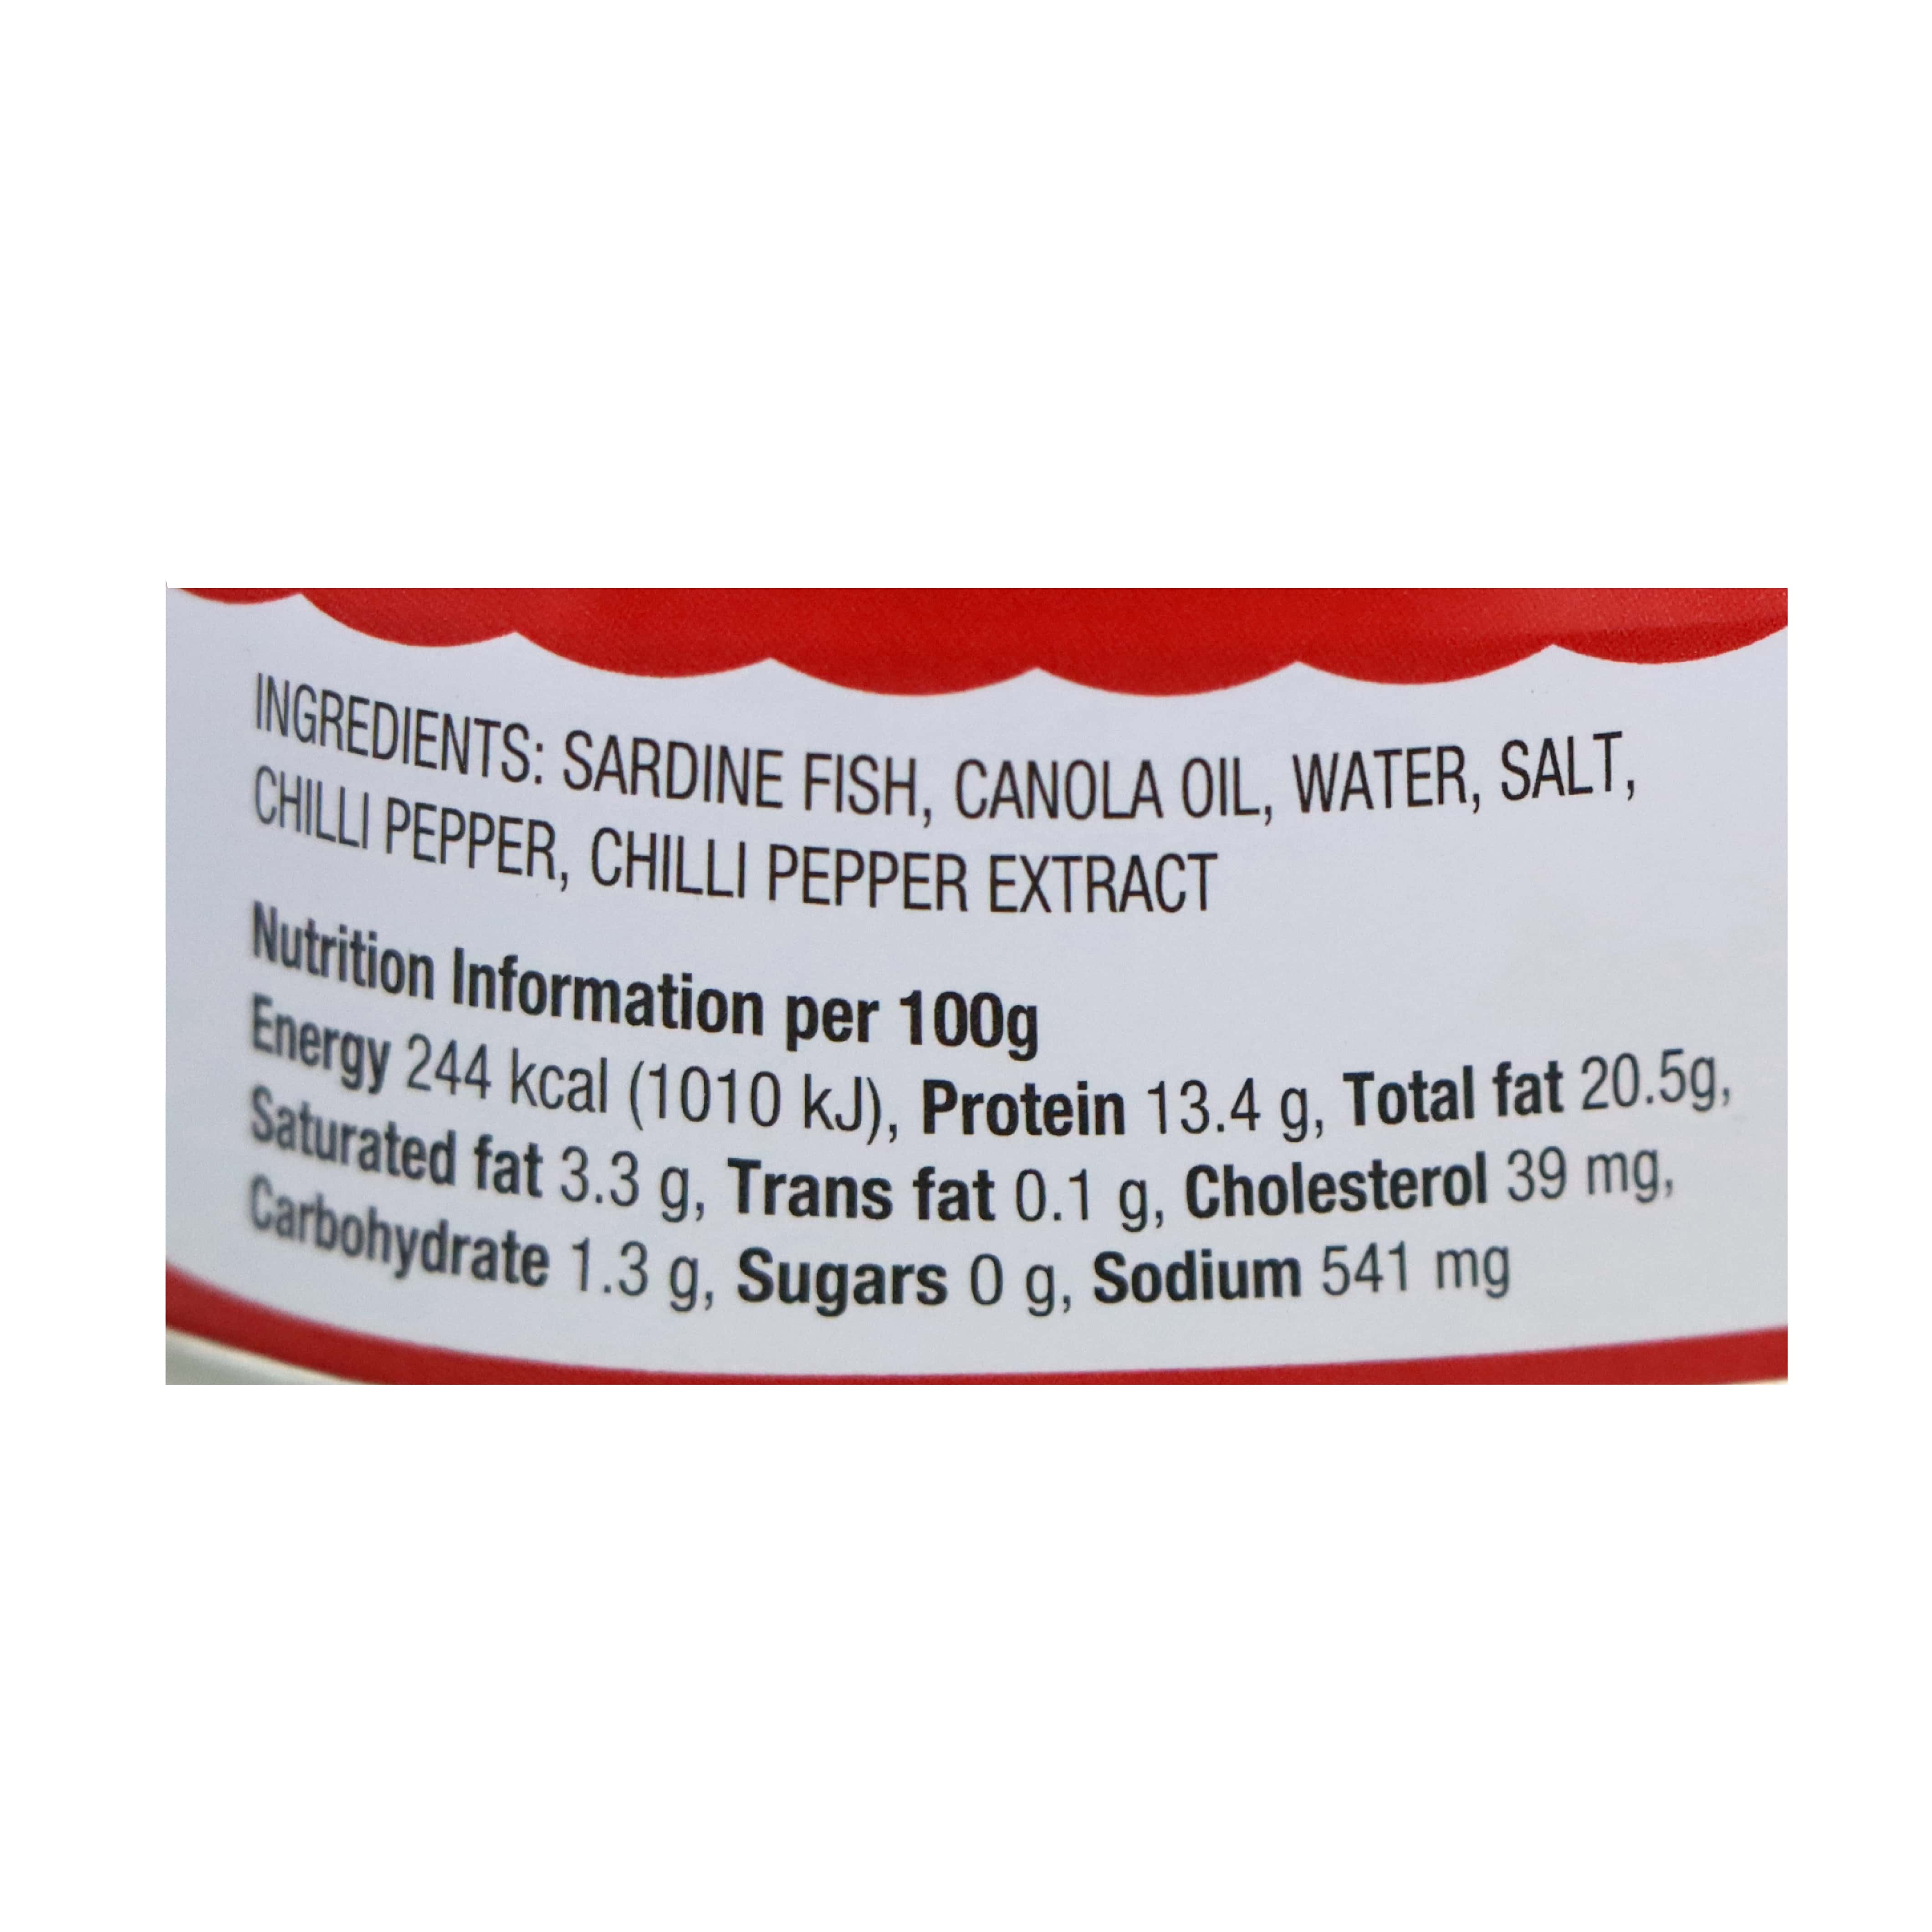 INGREDIENTS: SARDINE FISH, CANOLA OIL, WATER, SALT,
CHILLI PEPPER, CHILLI PEPPER EXTRACT
Nutrition Information per 100g
Energy 244 kcal (1010 kJ), Protein 13.4 g, Total fat 20.5g,
Saturated fat 3.3 g, Trans fat 0.1 g, Cholesterol 39 mg,
Carbohydrate 1.3 g, Sugars 0 g, Sodium 541 mg